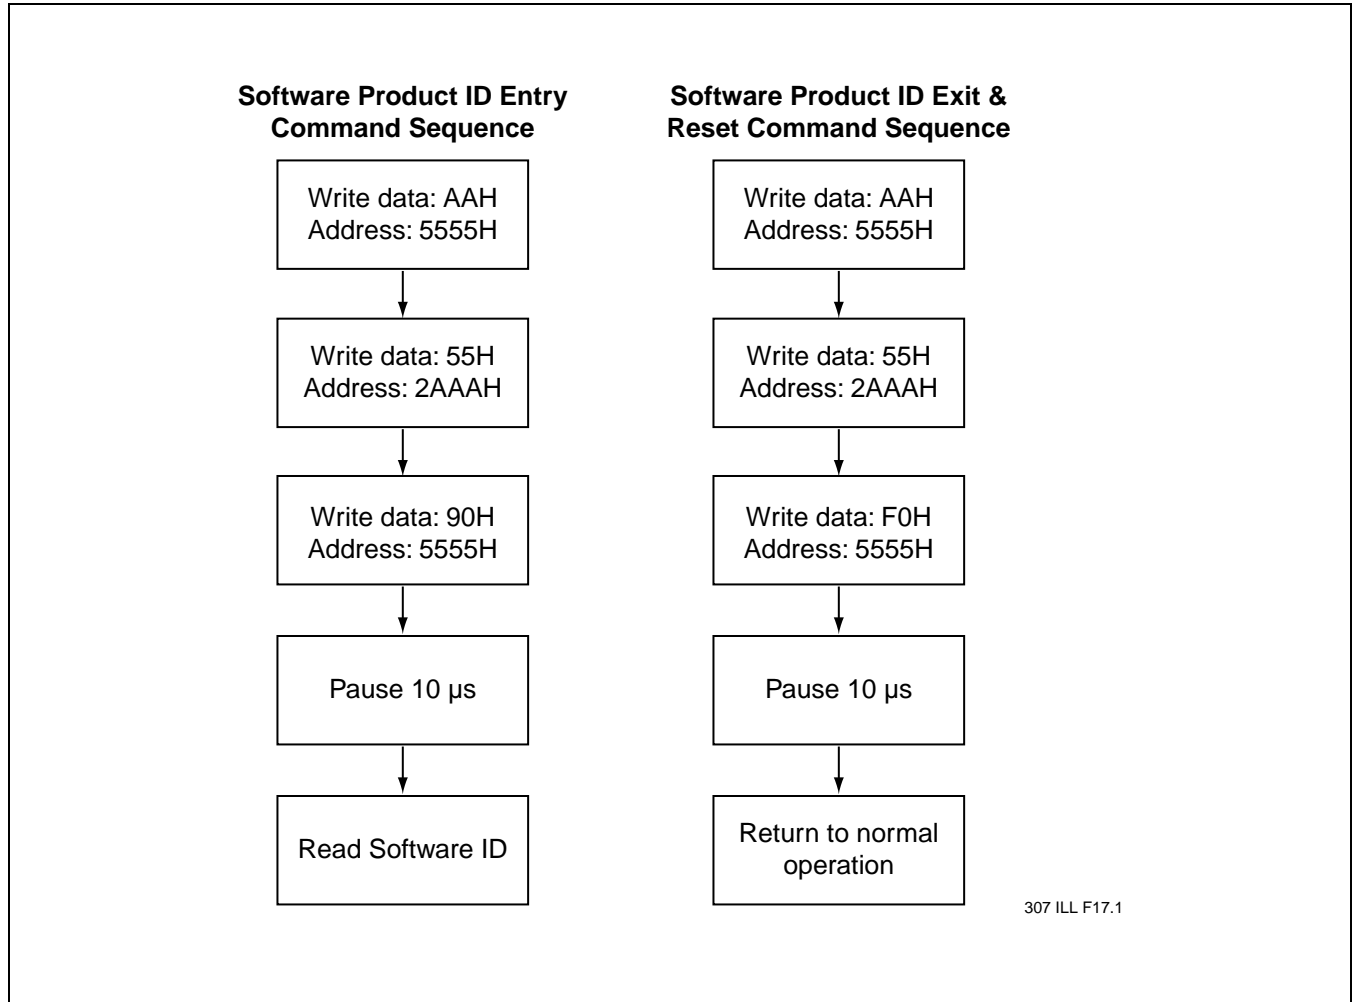 Software Product ID Entry
Command Sequence
Write data: AAH
Address: 5555H
Write data: 55H
Address: 2AAAH
Write data: 90H
Address: 5555H
Pause 10 µs
Read Software ID
Software Product ID Exit &
Reset Command Sequence
Write data: AAH
Address: 5555H
Write data: 55H
Address: 2AAAH
Write data: F0H
Address: 5555H
Pause 10 µs
Return to normal
operation
307 ILL F17.1